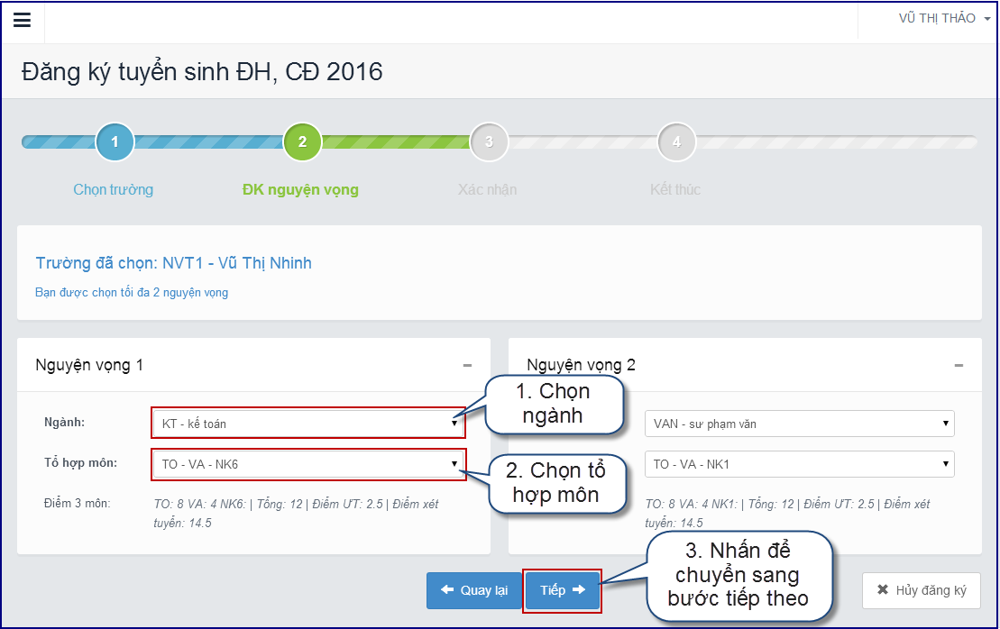 VŨ THỊ THẢO
Đăng ký tuyển sinh ĐH, CĐ 2016
1
2
3
4
Chọn trường
ĐK nguyện vọng
Xác nhân
Kết thúc
Trường đã chọn: NVT1 - Vũ Thị Nhinh
Bạn được chọn tối đa 2 nguyện vọng
Nguyện vọng 1
Ngành:
KT - kế toán
Tổ hợp môn:
TO - VA - NK6
Điểm 3 môn:
TO: 8 VA: 4 NK6: | Tổng: 12 | Điểm ƯT: 2.5 | Điểm xét
tuyển: 14.5
Nguyện vọng 2
VAN - sư phạm văn
TO - VA - NK1
TO: 8 VA: 4 NK1: | Tổng: 12 | Điểm ƯT: 2.5 | Điểm xét
tuyển: 14.5
1. Chọn
ngành
2. Chọn tổ
hợp môn
3. Nhấn để
chuyển sang
bước tiếp theo
Quay lại
Tiếp
Hủy đăng ký